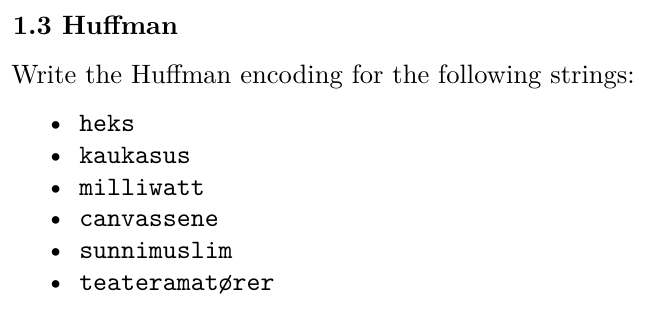 1.3 Huffman
Write the Huffman encoding for the following strings:
• heks
• kaukasus
• milliwatt
• canvassene
• sunnimuslim
• teateramatører